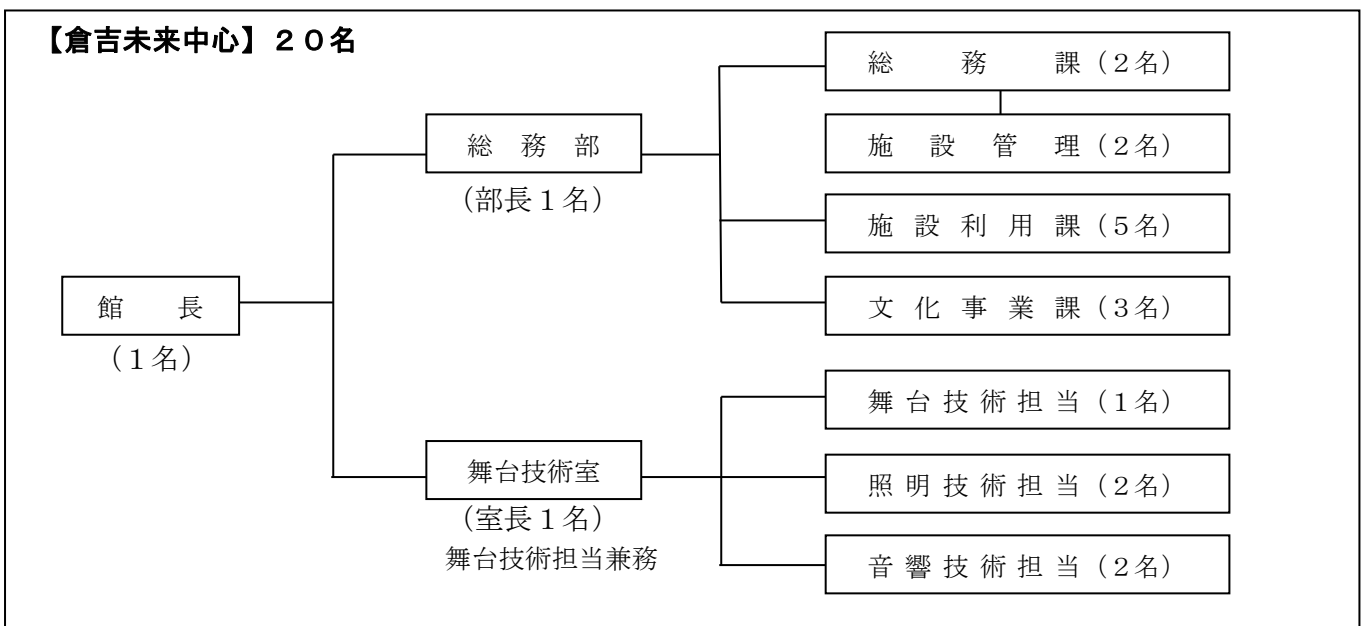 【倉吉未来中心】２０名
総務課（２名）
総務部
施設管理（２名）
（部長１名）
施設利用課（５名）
館長
文化事業課（３名）
（１名）
舞台技術担当（１名）
舞台技術室
照明技術担当（２名）
（室長１名）
舞台技術担当兼務
音響技術担当（２名）